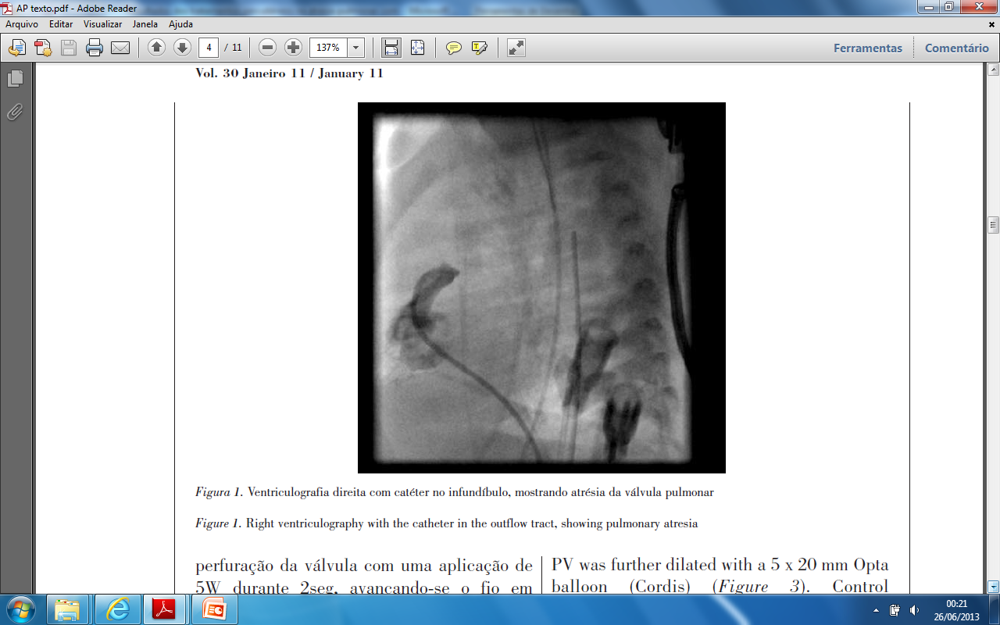 AP texto.pdf - Adobe Reader
Arquivo Editar Visualizar Janela Ajuda
4 / 11 137% Ferramentas Comentário
Vol. 30 Janeiro 11 / January 11
Figura 1. Ventriculografia direita com catéter no infundíbulo, mostrando atrésia da válvula pulmonar
Figure 1. Right ventriculography with the catheter in the outflow tract, showing pulmonary atresia
perfuração da válvula com uma aplicação de
5W durante 2seg, avançando-se o fio em
PV was further dilated with a 5 x 20 mm Opta
balloon (Cordis) (Figure 3). Control
00:21
26/06/2013